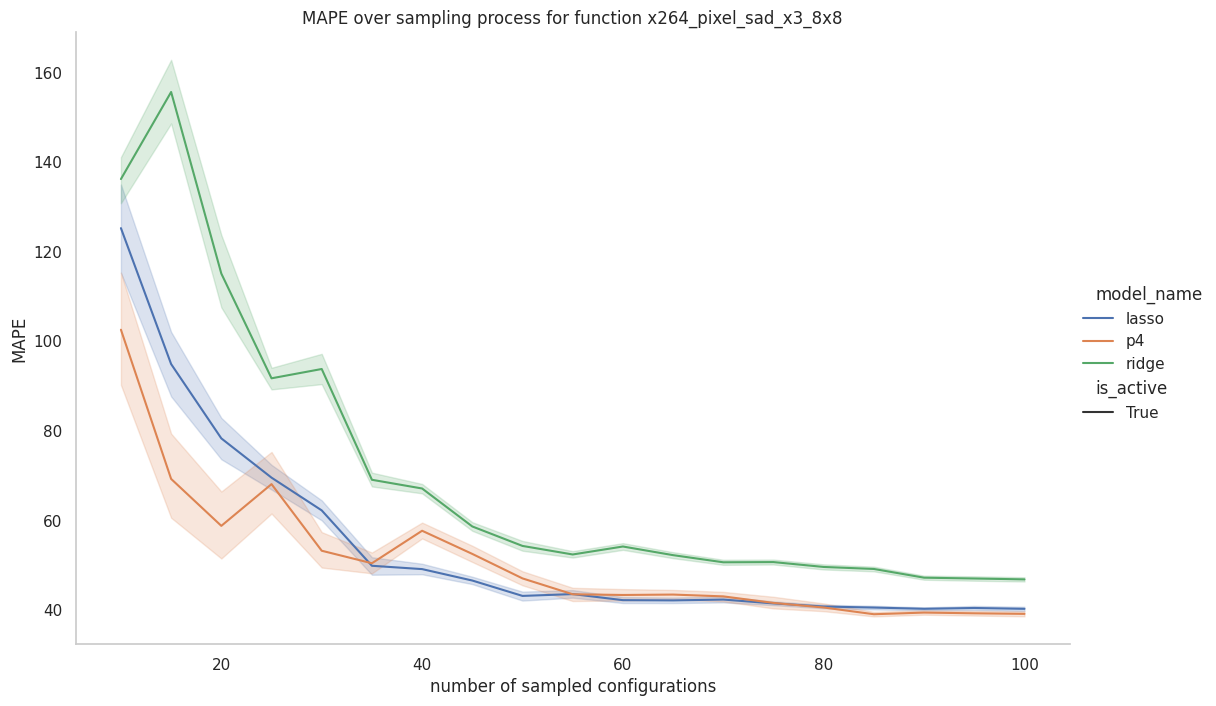 MAPE over sampling process for function x264_pixel_sad_x3_8x8
160
140
120
100
80
60
40
MAPE
20
40
60
80
100
number of sampled configurations
model_name
lasso
p4
ridge
is_active
True